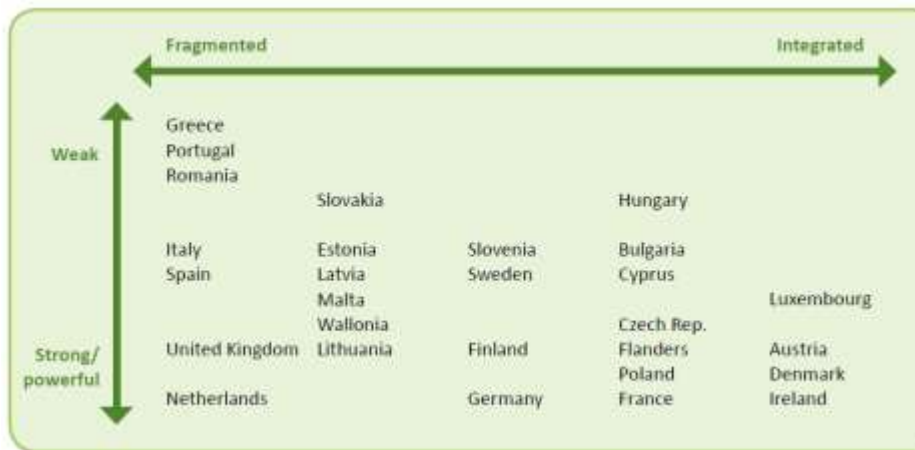 Fragmented Integrated
Greece
Weak Portugal
Romania
Slovakia Hungary
Italy Estonia Slovenia Bulgaria
Spain Latvia Sweden Cyprus
Malta Luxembourg
Wallonia Czech Rep.
Strong/ United Kingdom Lithuania Finland Flanders Austria
powerful Poland Denmark
Netherlands Germany France Ireland